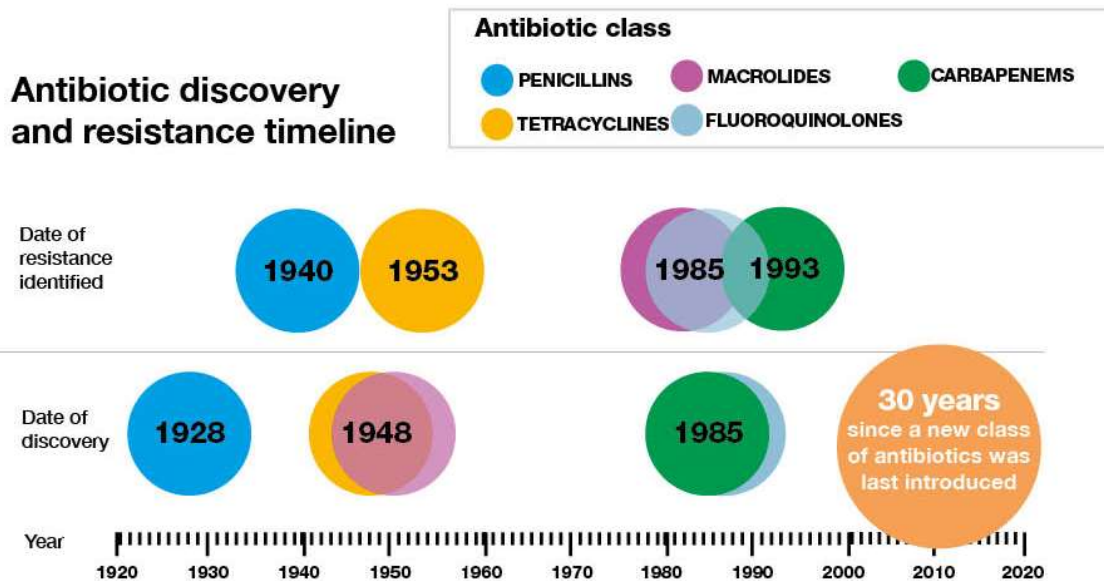 Antibiotic class
PENICILLINS
MACROLIDES
CARBAPENEMS
TETRACYCLINES
FLUOROQUINOLONES
Antibiotic discovery
and resistance timeline
Date of
resistance
identified
1940
1953
1985
1993
Date of
discovery
1928
1948
1985
30 years
since a new class
of antibiotics was
last introduced
Year
1920
1930
1940
1950
1960
1970
1980
1990
2000
2010
2020